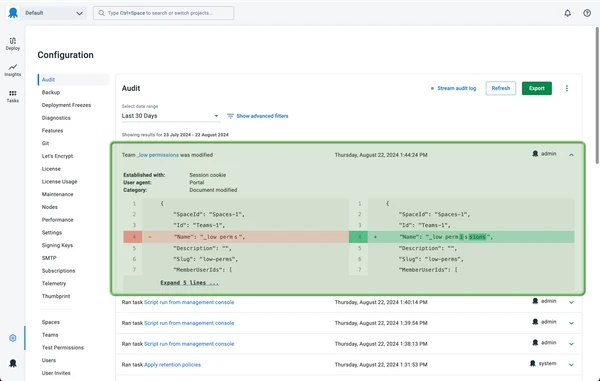 Default
Type Ctrl+Space to search or switch projects...
Deploy
Insights
Tasks
Configuration
Audit
Backup
Deployment Freezes
Diagnostics
Features
Git
Let's Encrypt
License
License Usage
Maintenance
Nodes
Performance
Settings
Signing Keys
SMTP
Subscriptions
Telemetry
Thumbprint
Spaces
Teams
Test Permissions
Users
User Invites
Audit
Stream audit log
Refresh
Export
Select date range
Last 30 Days
Show advanced filters
Showing results for 23 July 2024 - 22 August 2024
Team _low permissions was modified Thursday, August 22, 2024 1:44:24 PM admin
Established with: Session cookie
User agent: Portal
Category: Document modified
1 { 1 {
2 "SpaceId": "Spaces-1", 2 "SpaceId": "Spaces-1",
3 "Id": "Teams-1", 3 "Id": "Teams-1",
4 - "Name": "_low perms", 4 + "Name": "_low permissions",
5 "Description": "", 5 "Description": "",
6 "Slug": "low-perms", 6 "Slug": "low-perms",
7 "MemberUserIds": [ 7 "MemberUserIds": [
Expand 5 lines ...
Ran task Script run from management console Thursday, August 22, 2024 1:40:14 PM admin
Ran task Script run from management console Thursday, August 22, 2024 1:39:54 PM admin
Ran task Script run from management console Thursday, August 22, 2024 1:38:13 PM admin
Ran task Apply retention policies Thursday, August 22, 2024 1:31:53 PM system